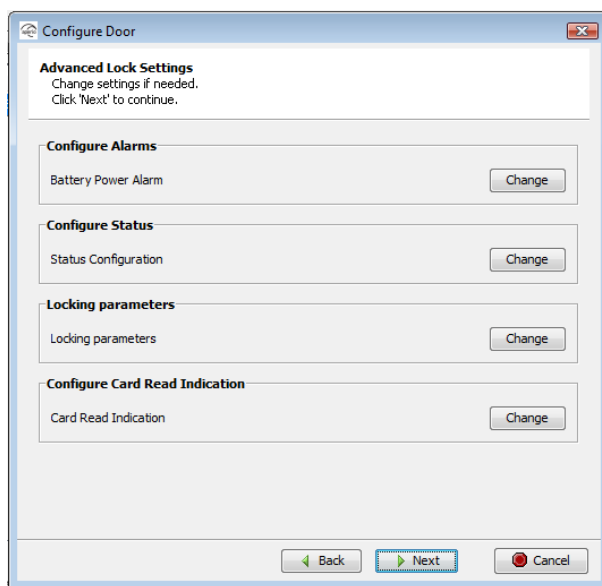 Configure Door
Advanced Lock Settings
Change settings if needed.
Click 'Next' to continue.
Configure Alarms
Battery Power Alarm
Change
Configure Status
Status Configuration
Change
Locking parameters
Locking parameters
Change
Configure Card Read Indication
Card Read Indication
Change
Back
Next
Cancel